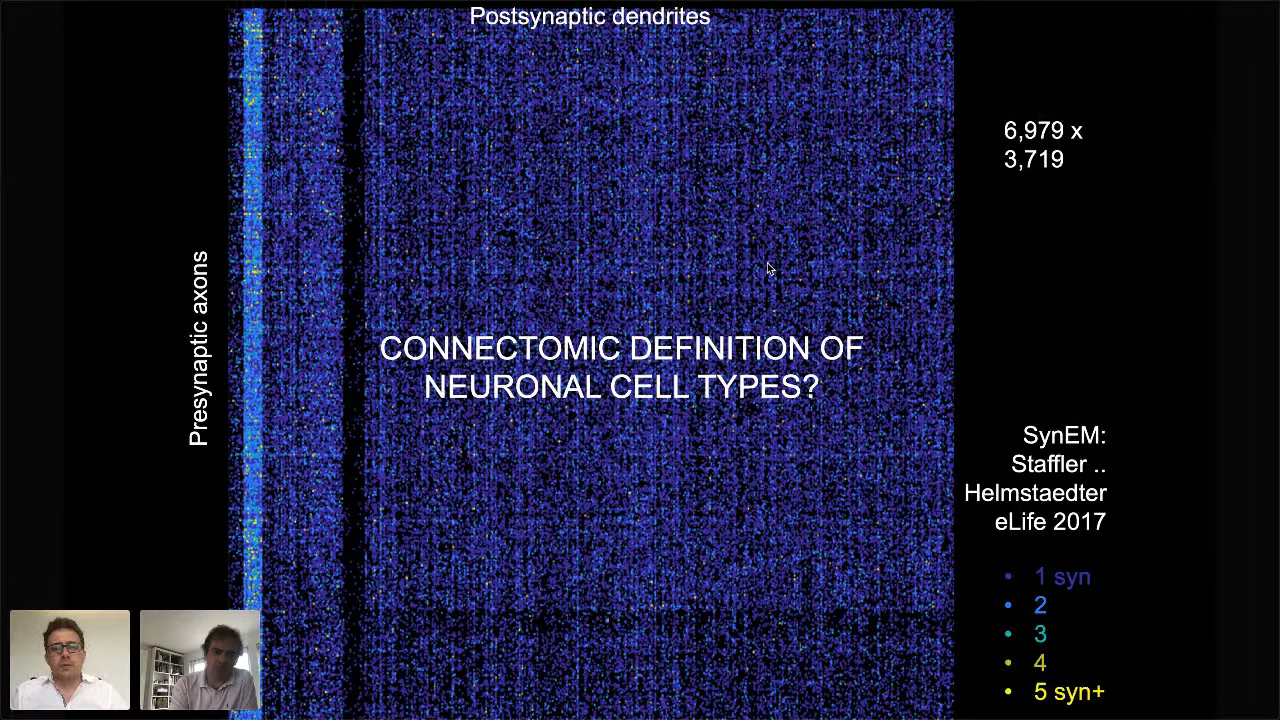 Postsynaptic dendrites
6,979 x
3,719
Presynaptic axons
CONNECTOMIC DEFINITION OF
NEURONAL CELL TYPES?
SynEM:
Staffler ..
Helmstaedter
eLife 2017
• 1 syn
• 2
• 3
• 4
• 5 syn+